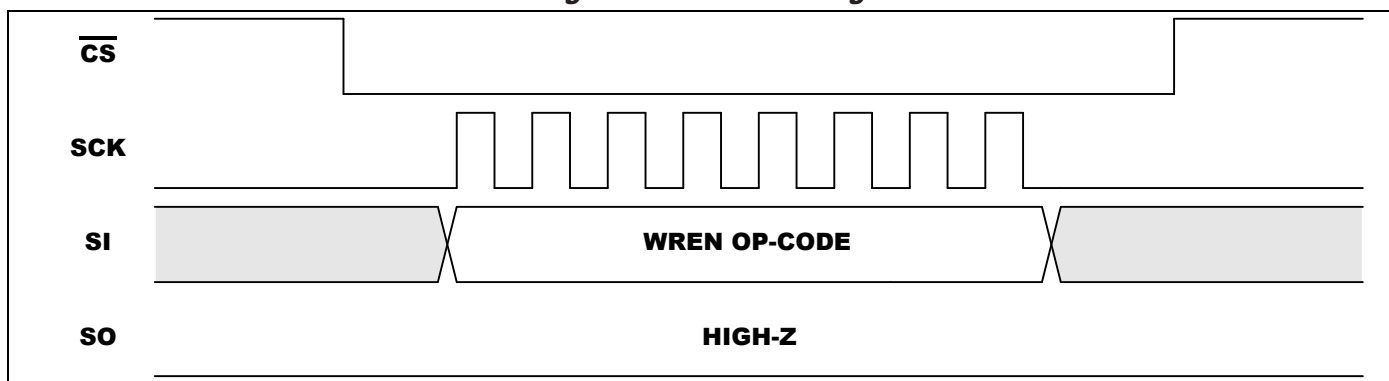 CS
SCK
SI
WREN OP-CODE
SO
HIGH-Z